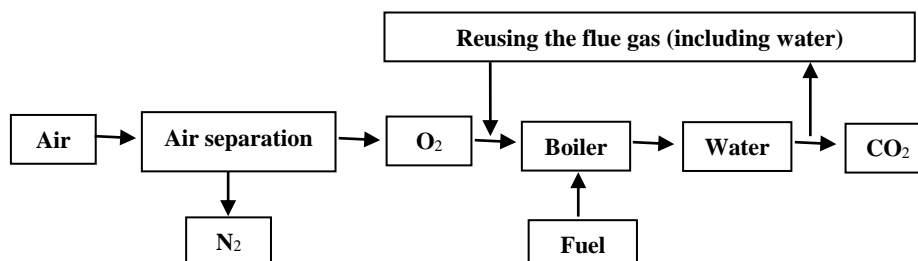 Reusing the flue gas (including water)
Air
Air separation
O₂
Boiler
Water
CO₂
N₂
Fuel